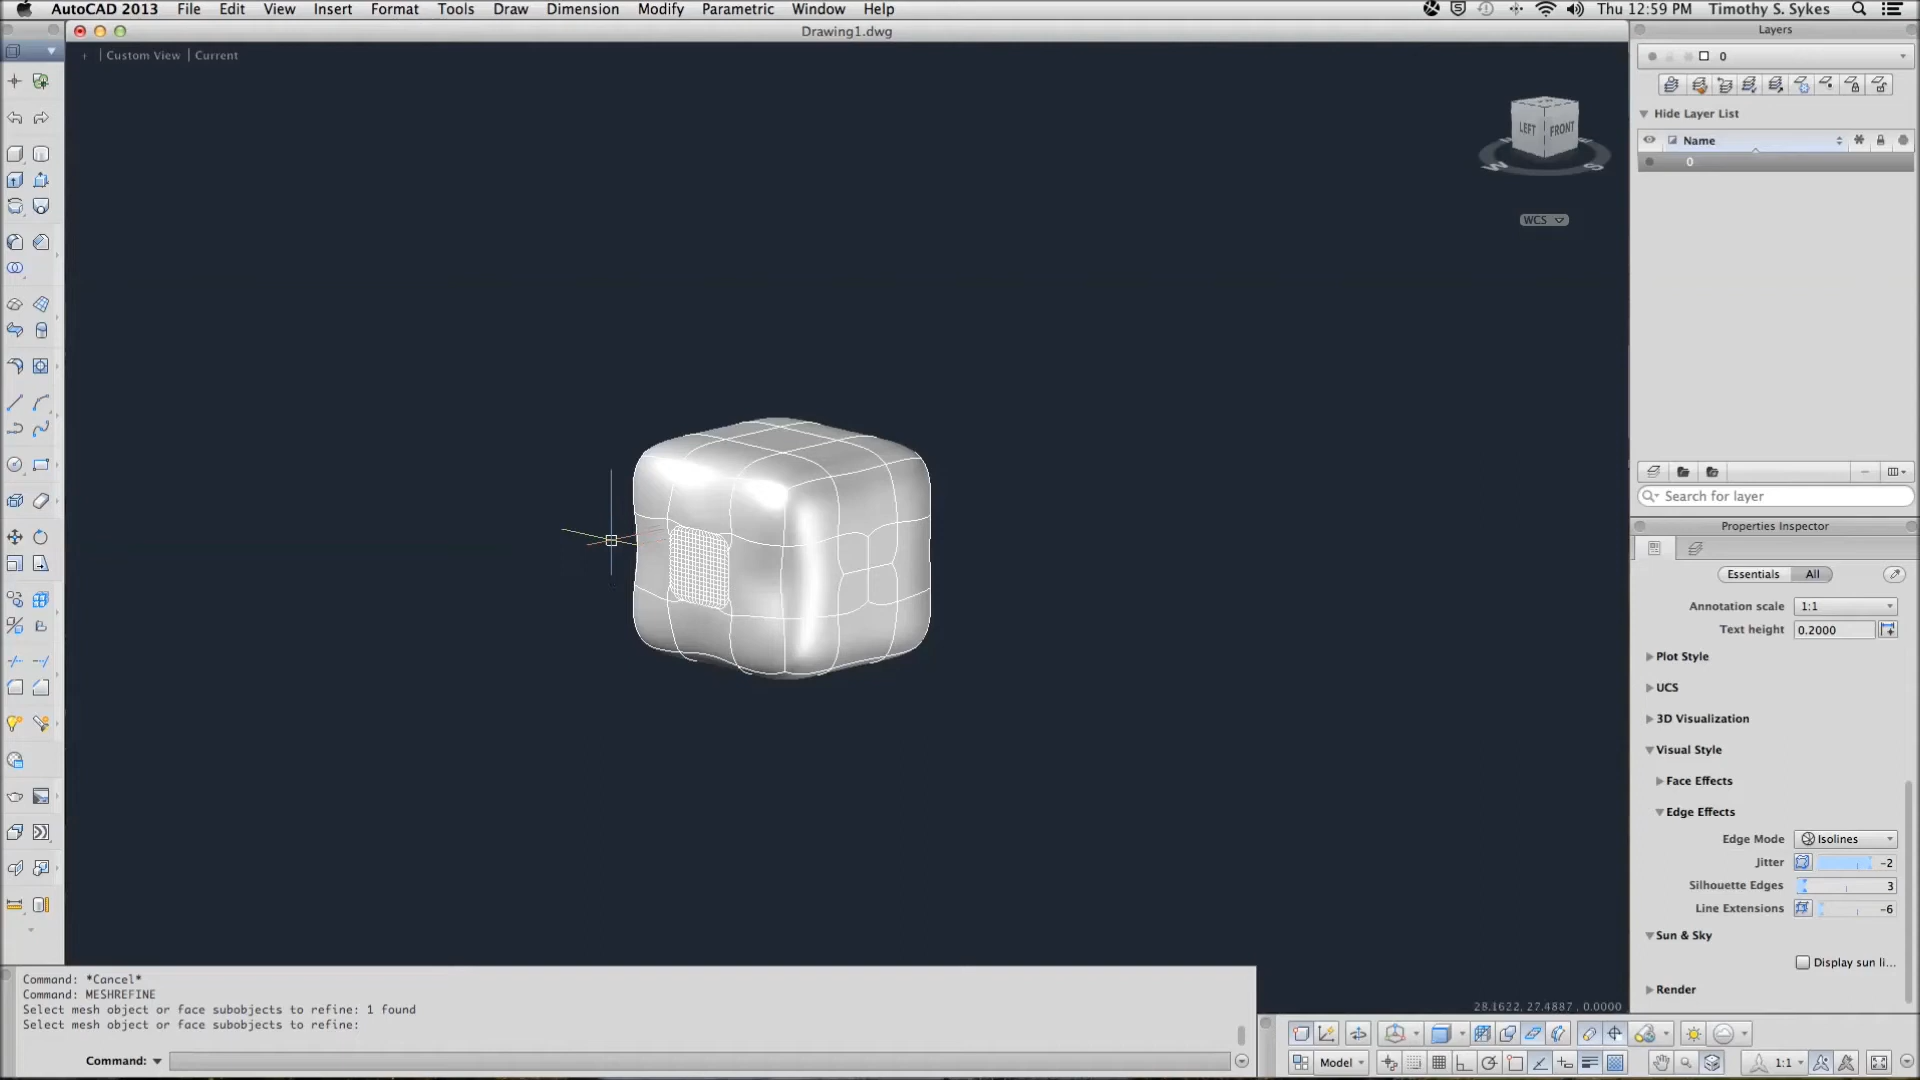 AutoCAD 2013 File Edit View Insert Format Tools Draw Dimension Modify Parametric Window Help Thu 12:59 PM Timothy S. Sykes
Drawing1.dwg
+ | Custom View | Current
LEFT FRONT
W S
WCS
Layers
0
Hide Layer List
Name
0
Search for layer
Properties Inspector
Essentials All
Annotation scale 1:1
Text height 0.2000
Plot Style
UCS
3D Visualization
Visual Style
Face Effects
Edge Effects
Edge Mode Isolines
Jitter -2
Silhouette Edges 3
Line Extensions -6
Sun & Sky
Display sun li...
Render
Command: *Cancel*
Command: MESHREFINE
Select mesh object or face subobjects to refine: 1 found
Select mesh object or face subobjects to refine:
Command:
28.1622, 27.4887 , 0.0000
Model 1:1